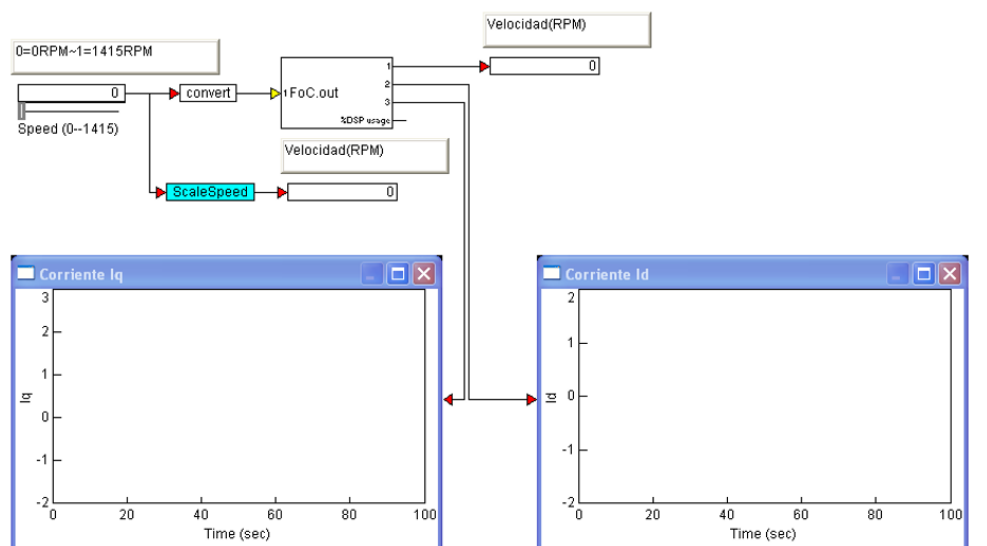 Velocidad(RPM)
0=0RPM~1=1415RPM
0
0
convert
1
FoC.out
1
2
3
%DSP usage
Speed (0--1415)
Velocidad(RPM)
ScaleSpeed
0
Corriente Iq
3
2
1
0
-1
-2
Iq
0
20
40
60
80
100
Time (sec)
Corriente Id
2
1
0
-1
-2
Id
0
20
40
60
80
100
Time (sec)